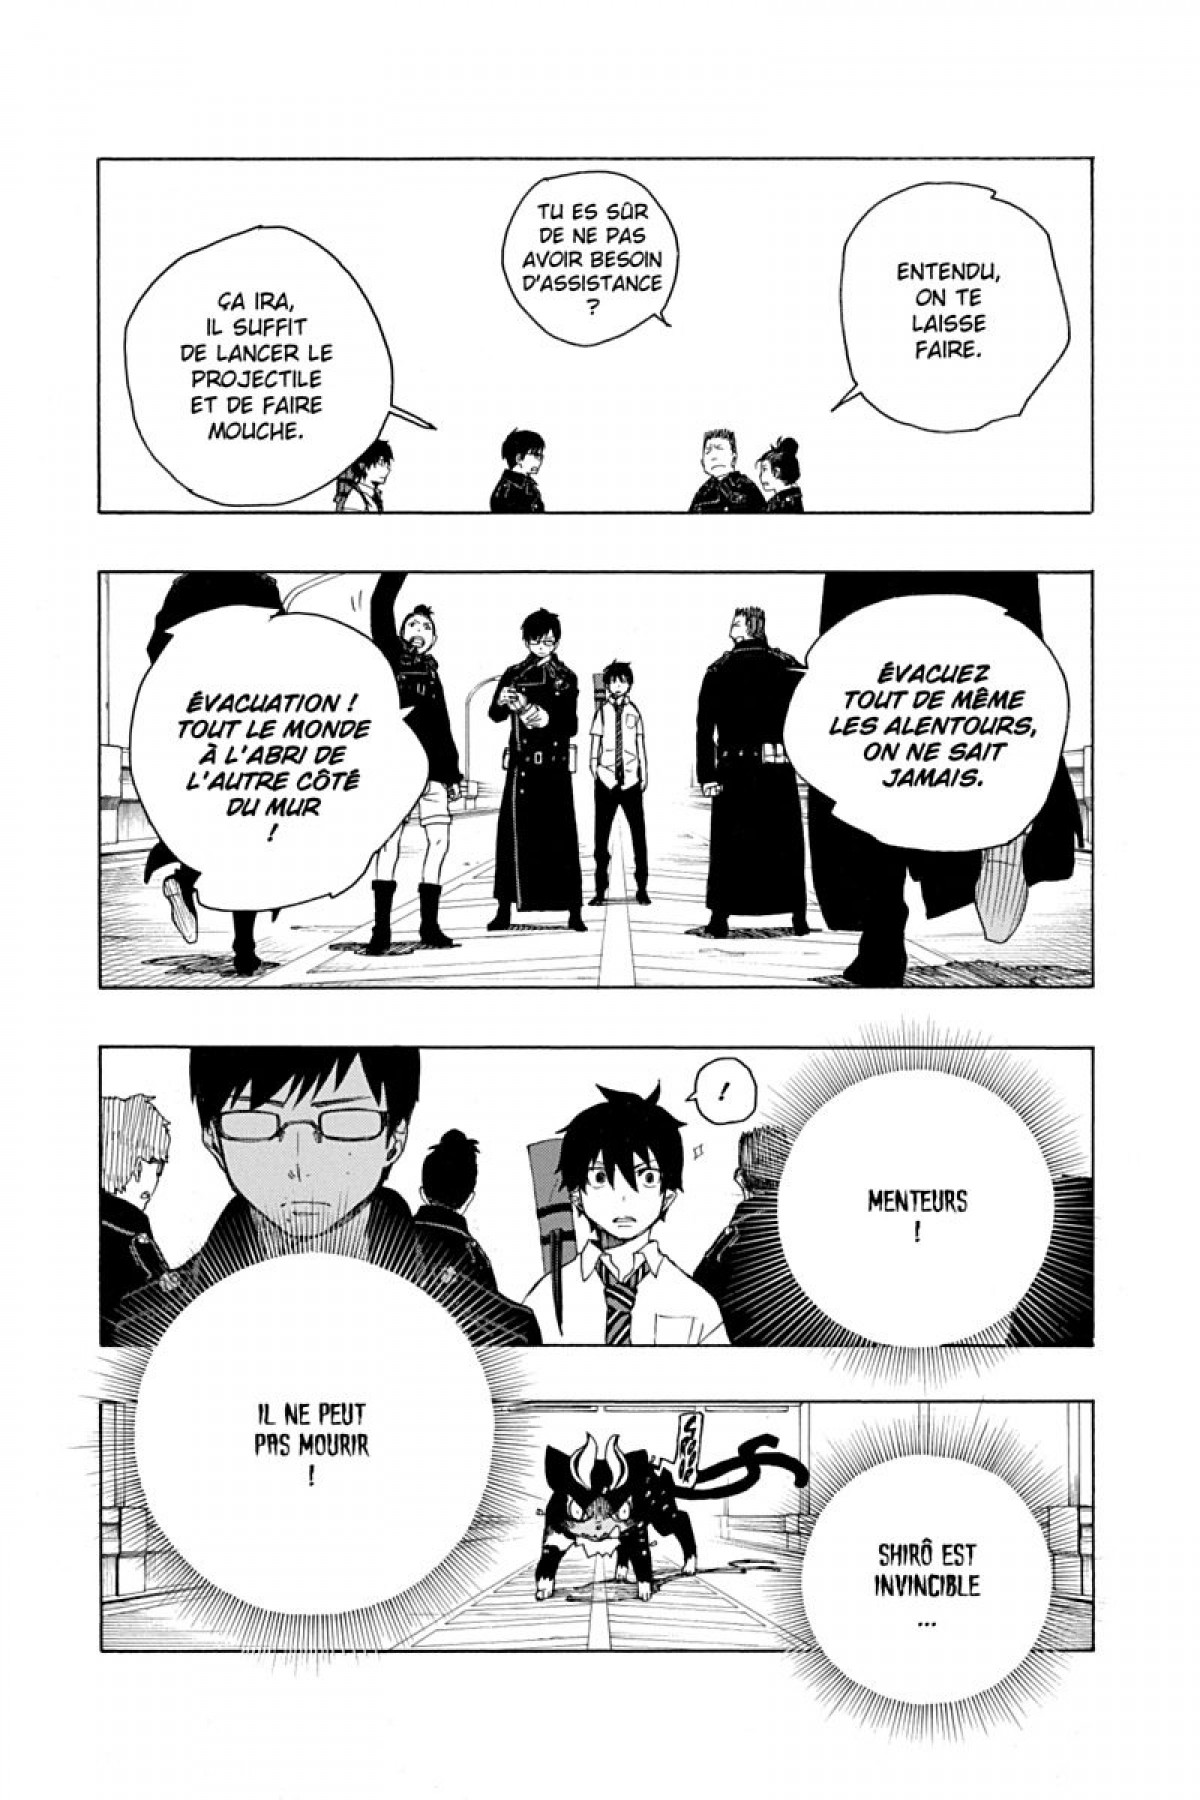 ENTENDU,
ON TE
LAISSE
FAIRE.
TU ES SÛR
DE NE PAS
AVOIR BESOIN
D'ASSISTANCE
?
ÇA IRA,
IL SUFFIT
DE LANCER LE
PROJECTILE
ET DE FAIRE
MOUCHE.
ÉVACUEZ
TOUT DE MÊME
LES ALENTOURS,
ON NE SAIT
JAMAIS.
ÉVACUATION !
TOUT LE MONDE
À L'ABRI DE
L'AUTRE CÔTÉ
DU MUR
!
MENTEURS
!
!
IL NE PEUT
PAS MOURIR
!
SHIRÔ EST
INVINCIBLE
...